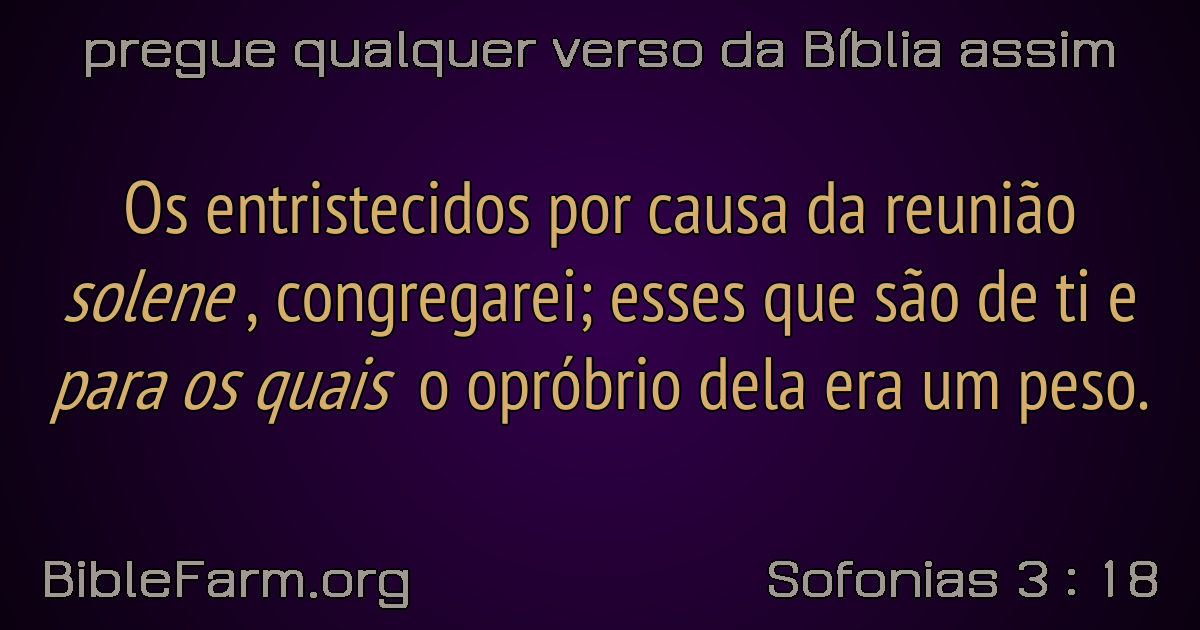 pregue qualquer verso da Bíblia assim
Os entristecidos por causa da reunião
solene , congregarei; esses que são de ti e
para os quais o opróbrio dela era um peso.
BibleFarm.org
Sofonias 3 : 18